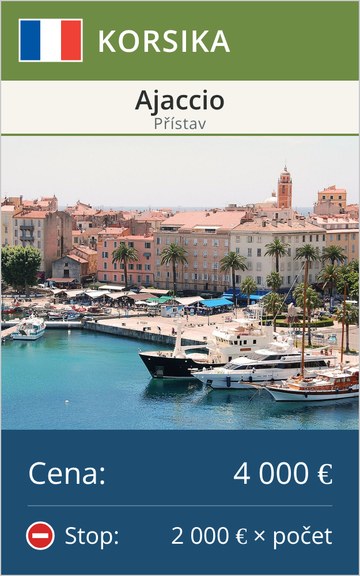 KORSIKA
Ajaccio
Přístav
Cena: 4 000 €
Stop: 2 000 € × počet